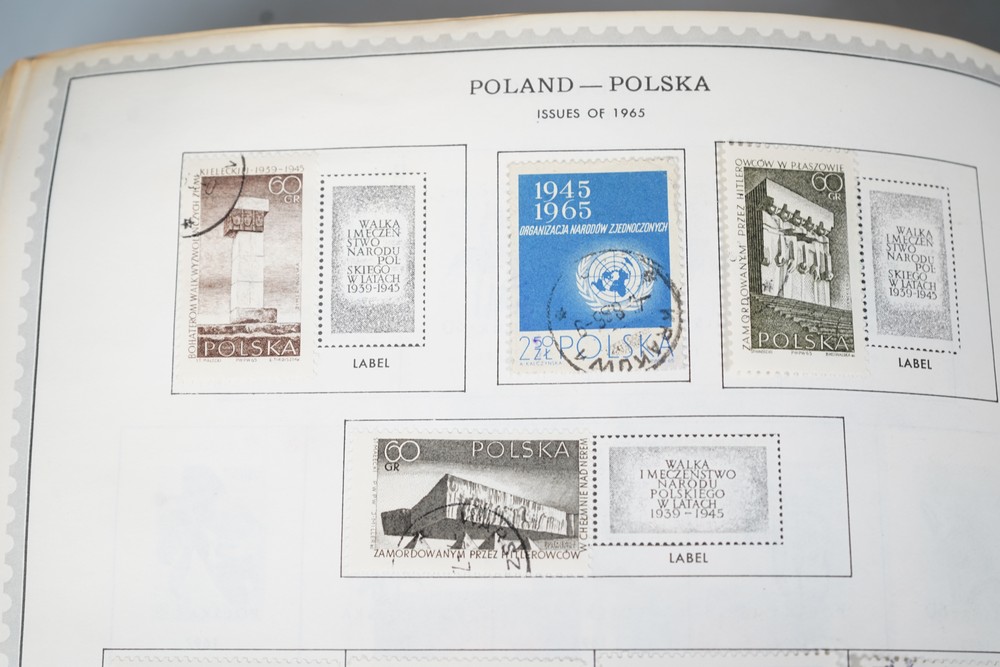 POLAND — POLSKA
ISSUES OF 1965
KIELECKIEJ 1939-1945
60
GR
BOHATEROM WALK WYZWOLEŃCZYCH
POLSKA
WALKA
I MĘCZEŃ
STWO
NARODU
POL
SKIEGO
W LATACH
1939-1945
LABEL
1945
1965
ORGANIZACJA NARODÓW ZJEDNOCZONYCH
2 50 ZŁ POLSKA
KRAKÓW 1
ZAMORDOWANYM PRZEZ HITLEROWCÓW W PŁASZOWIE
60
GR
POLSKA
WALKA
I MĘCZEŃ
STWO
NARODU
POL
SKIEGO
W LATACH
1939-1945
LABEL
60
GR
POLSKA
ZAMORDOWANYM PRZEZ HITLEROWCÓW
W CHEŁMNIE NAD NEREM
WALKA
I MĘCZEŃSTWO
NARODU
POLSKIEGO
W LATACH
1939-1945
LABEL